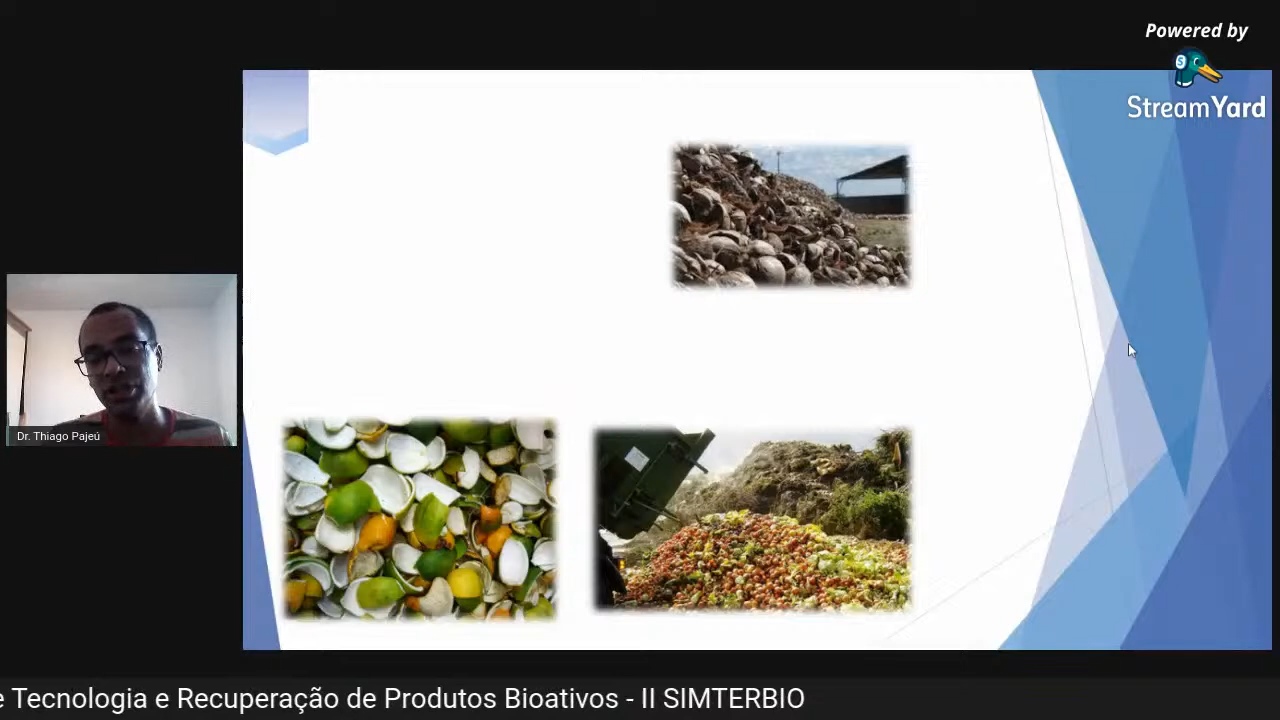 Powered by
StreamYard
Dr. Thiago Pajeú
e Tecnologia e Recuperação de Produtos Bioativos - II SIMTERBIO